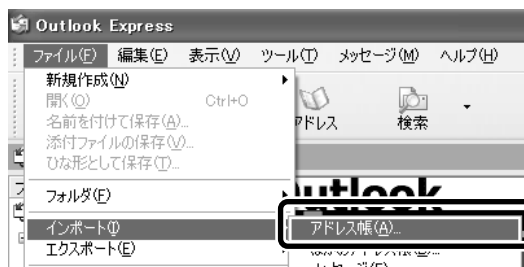 Outlook Express
ファイル(F) 編集(E) 表示(V) ツール(T) メッセージ(M) ヘルプ(H)
新規作成(N)
開く(O) Ctrl+O
名前を付けて保存(A)...
添付ファイルの保存(V)...
ひな形として保存(T)...
アドレス 検索
フォルダ(F)
Outlook
インポート(I) アドレス帳(A)...
エクスポート(E)